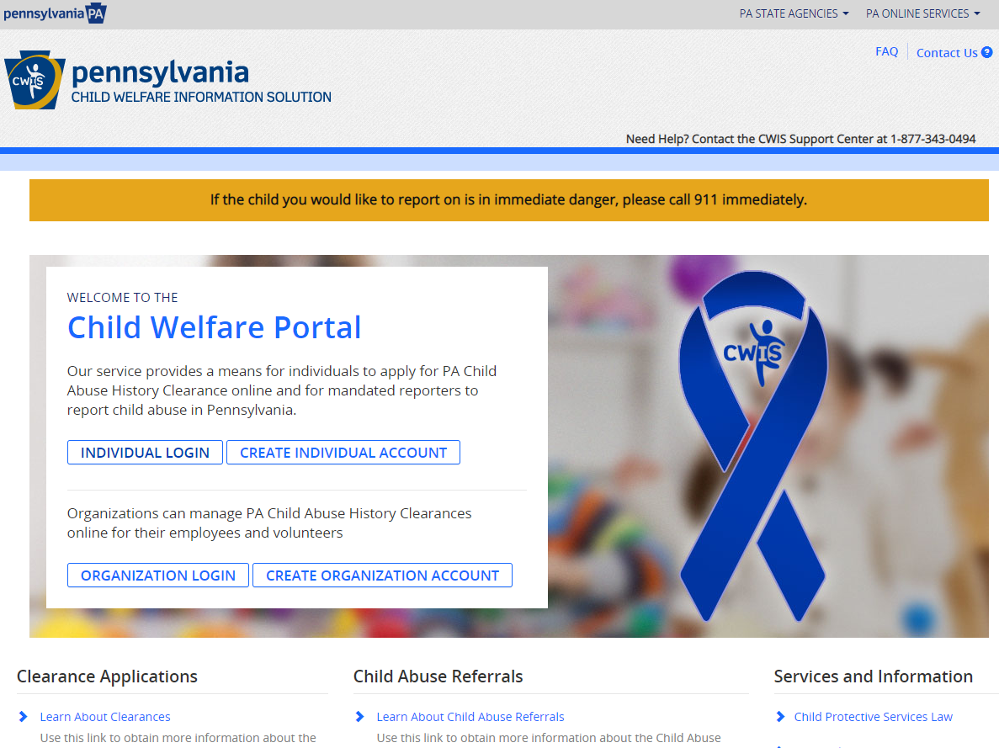 pennsylvania PA
PA STATE AGENCIES PA ONLINE SERVICES
FAQ Contact Us ?
CWIS
pennsylvania
CHILD WELFARE INFORMATION SOLUTION
Need Help? Contact the CWIS Support Center at 1-877-343-0494
If the child you would like to report on is in immediate danger, please call 911 immediately.
WELCOME TO THE
Child Welfare Portal
Our service provides a means for individuals to apply for PA Child
Abuse History Clearance online and for mandated reporters to
report child abuse in Pennsylvania.
INDIVIDUAL LOGIN CREATE INDIVIDUAL ACCOUNT
Organizations can manage PA Child Abuse History Clearances
online for their employees and volunteers
ORGANIZATION LOGIN CREATE ORGANIZATION ACCOUNT
CWIS
Clearance Applications
Learn About Clearances
Use this link to obtain more information about the
Child Abuse Referrals
Learn About Child Abuse Referrals
Use this link to obtain more information about the Child Abuse
Services and Information
Child Protective Services Law